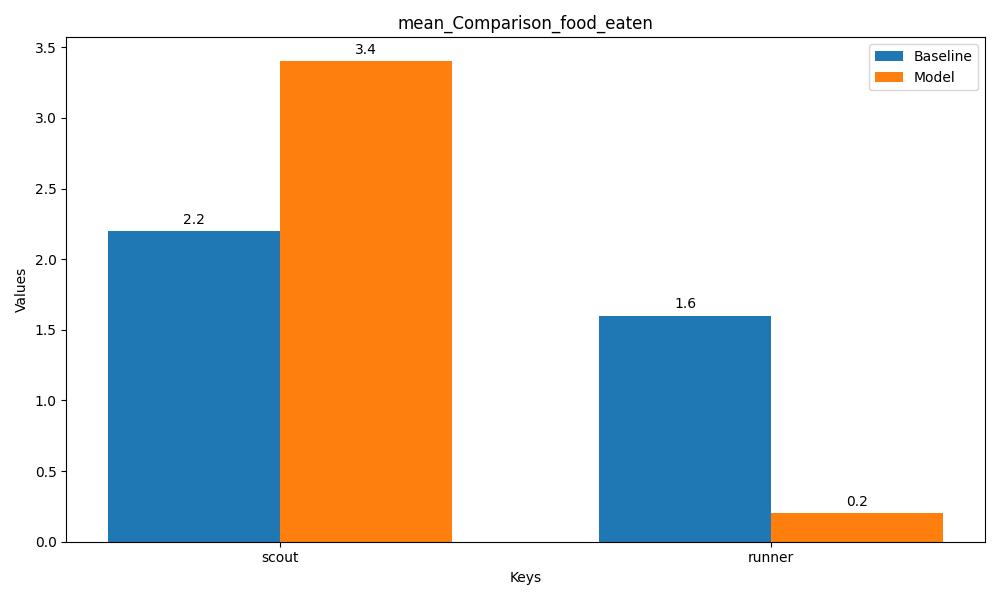 mean_Comparison_food_eaten
Baseline
Model
3.5
3.0
2.5
2.0
1.5
1.0
0.5
0.0
Values
2.2
3.4
1.6
0.2
scout
runner
Keys